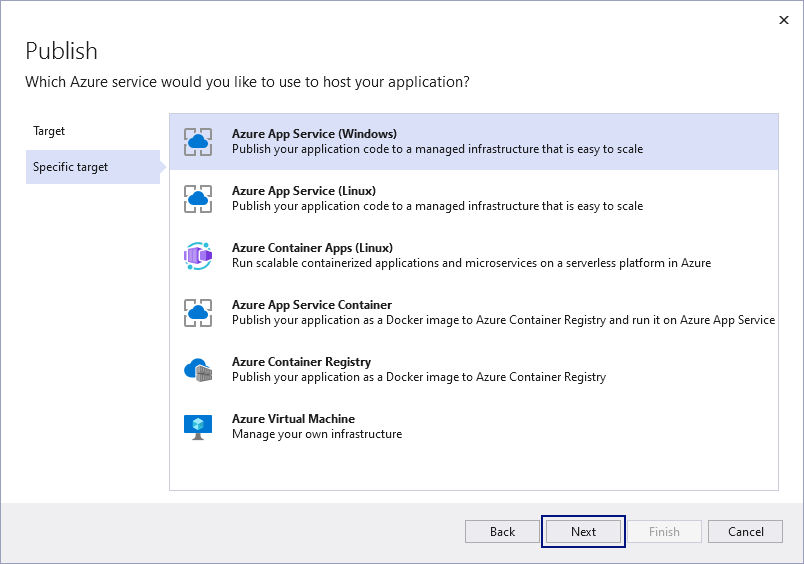 Publish
Which Azure service would you like to use to host your application?
Target
Specific target
Azure App Service (Windows)
Publish your application code to a managed infrastructure that is easy to scale
Azure App Service (Linux)
Publish your application code to a managed infrastructure that is easy to scale
Azure Container Apps (Linux)
Run scalable containerized applications and microservices on a serverless platform in Azure
Azure App Service Container
Publish your application as a Docker image to Azure Container Registry and run it on Azure App Service
Azure Container Registry
Publish your application as a Docker image to Azure Container Registry
Azure Virtual Machine
Manage your own infrastructure
Back
Next
Finish
Cancel